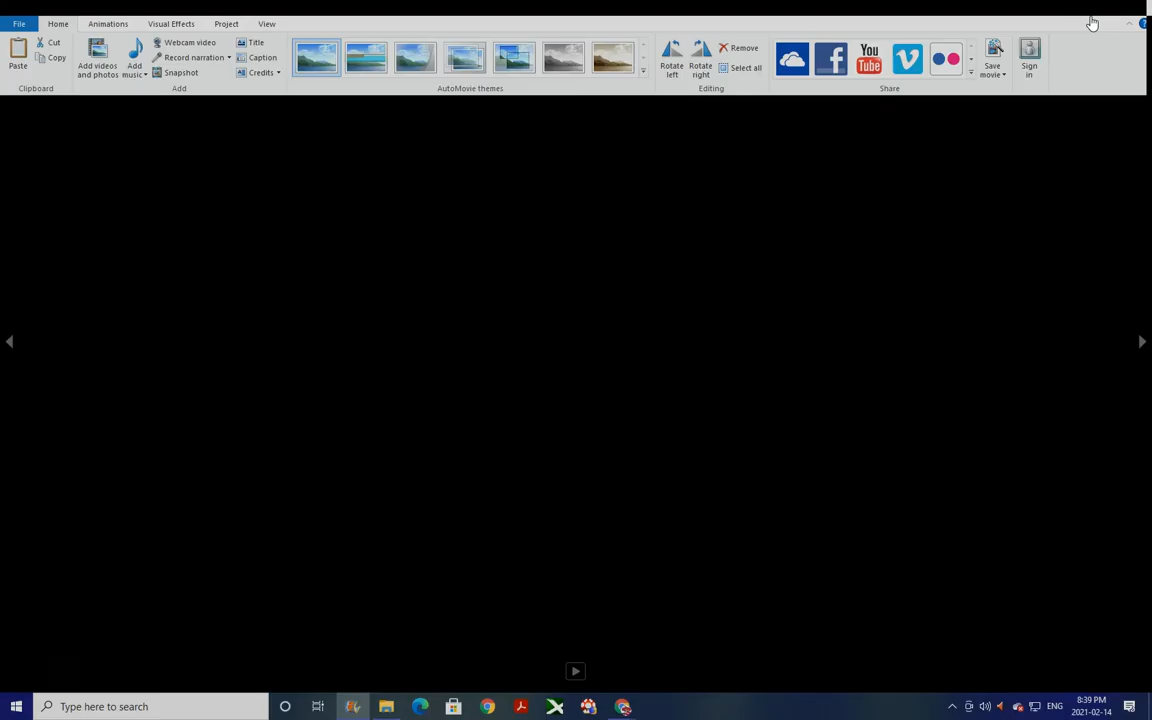 File Home Animations Visual Effects Project View
Paste
Cut
Copy
Clipboard
Add videos
and photos
Add
music
Webcam video
Record narration
Snapshot
Title
Caption
Credits
Add
AutoMovie themes
Rotate
left
Rotate
right
Remove
Select all
Editing
You
Tube
Share
Save
movie
Sign
in
Type here to search
ENG
8:39 PM
2021-02-14